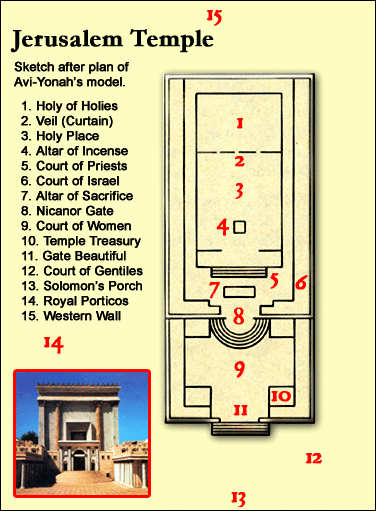 15
Jerusalem Temple
Sketch after plan of
Avi-Yonah's model.
1. Holy of Holies
2. Veil (Curtain)
3. Holy Place
4. Altar of Incense
5. Court of Priests
6. Court of Israel
7. Altar of Sacrifice
8. Nicanor Gate
9. Court of Women
10. Temple Treasury
11. Gate Beautiful
12. Court of Gentiles
13. Solomon's Porch
14. Royal Porticos
15. Western Wall
1
2
3
4
5
6
7
8
14
9
10
11
12
13